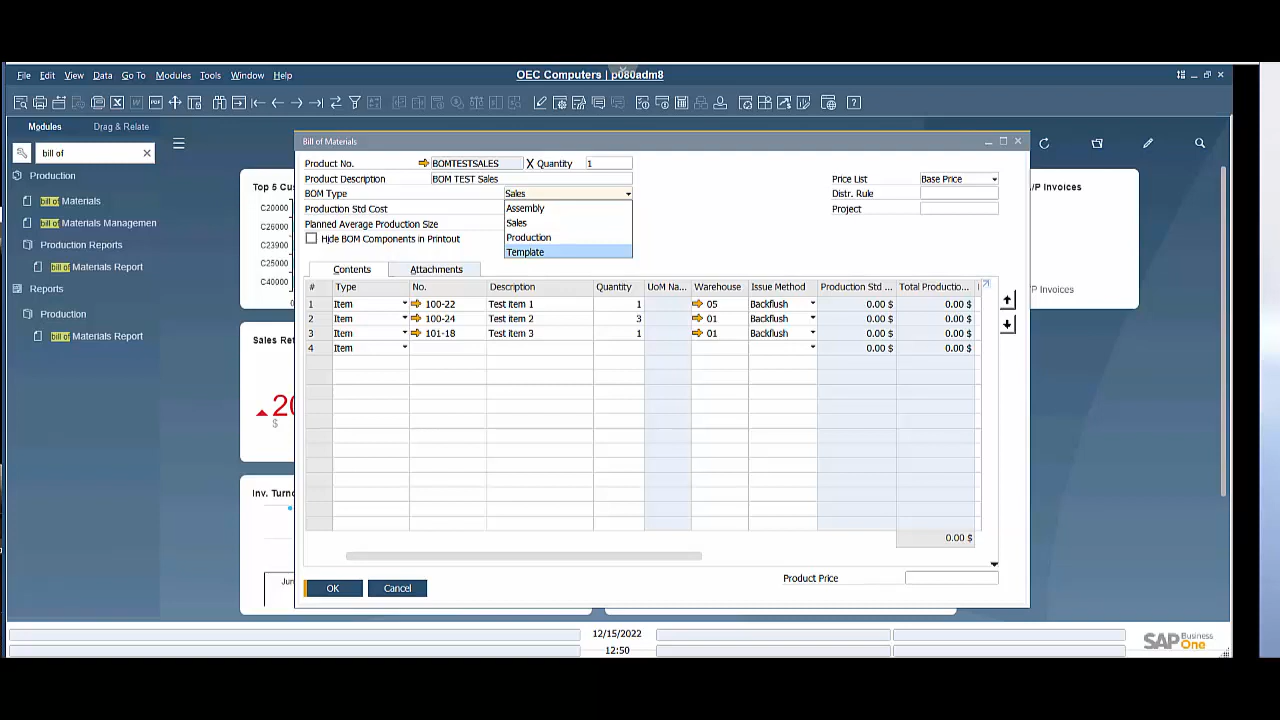 File Edit View Data Go To Modules Tools Window Help
OEC Computers | p080adm8
Modules Drag & Relate
bill of
Production
bill of Materials
bill of Materials Managemen
Production Reports
bill of Materials Report
Reports
Production
bill of Materials Report
Top 5 Cus
C20000
C22000
C23900
C25000
C40000
Sales Ret
20
$
Inv. Turno
Jun
/P Invoices
Invoices
Bill of Materials
Product No. BOMTESTSALES X Quantity 1
Product Description BOM TEST Sales Price List Base Price
BOM Type Sales Distr. Rule
Production Std Cost Project
Planned Average Production Size
Hide BOM Components in Printout
Assembly
Sales
Production
Template
Contents Attachments
# Type No. Description Quantity UoM Na... Warehouse Issue Method Production Std ... Total Productio...
1 Item 100-22 Test item 1 1 05 Backflush 0.00 $ 0.00 $
2 Item 100-24 Test item 2 3 01 Backflush 0.00 $ 0.00 $
3 Item 101-18 Test item 3 1 01 Backflush 0.00 $ 0.00 $
4 Item 0.00 $ 0.00 $
0.00 $
Product Price
OK Cancel
12/15/2022
12:50
SAP Business One